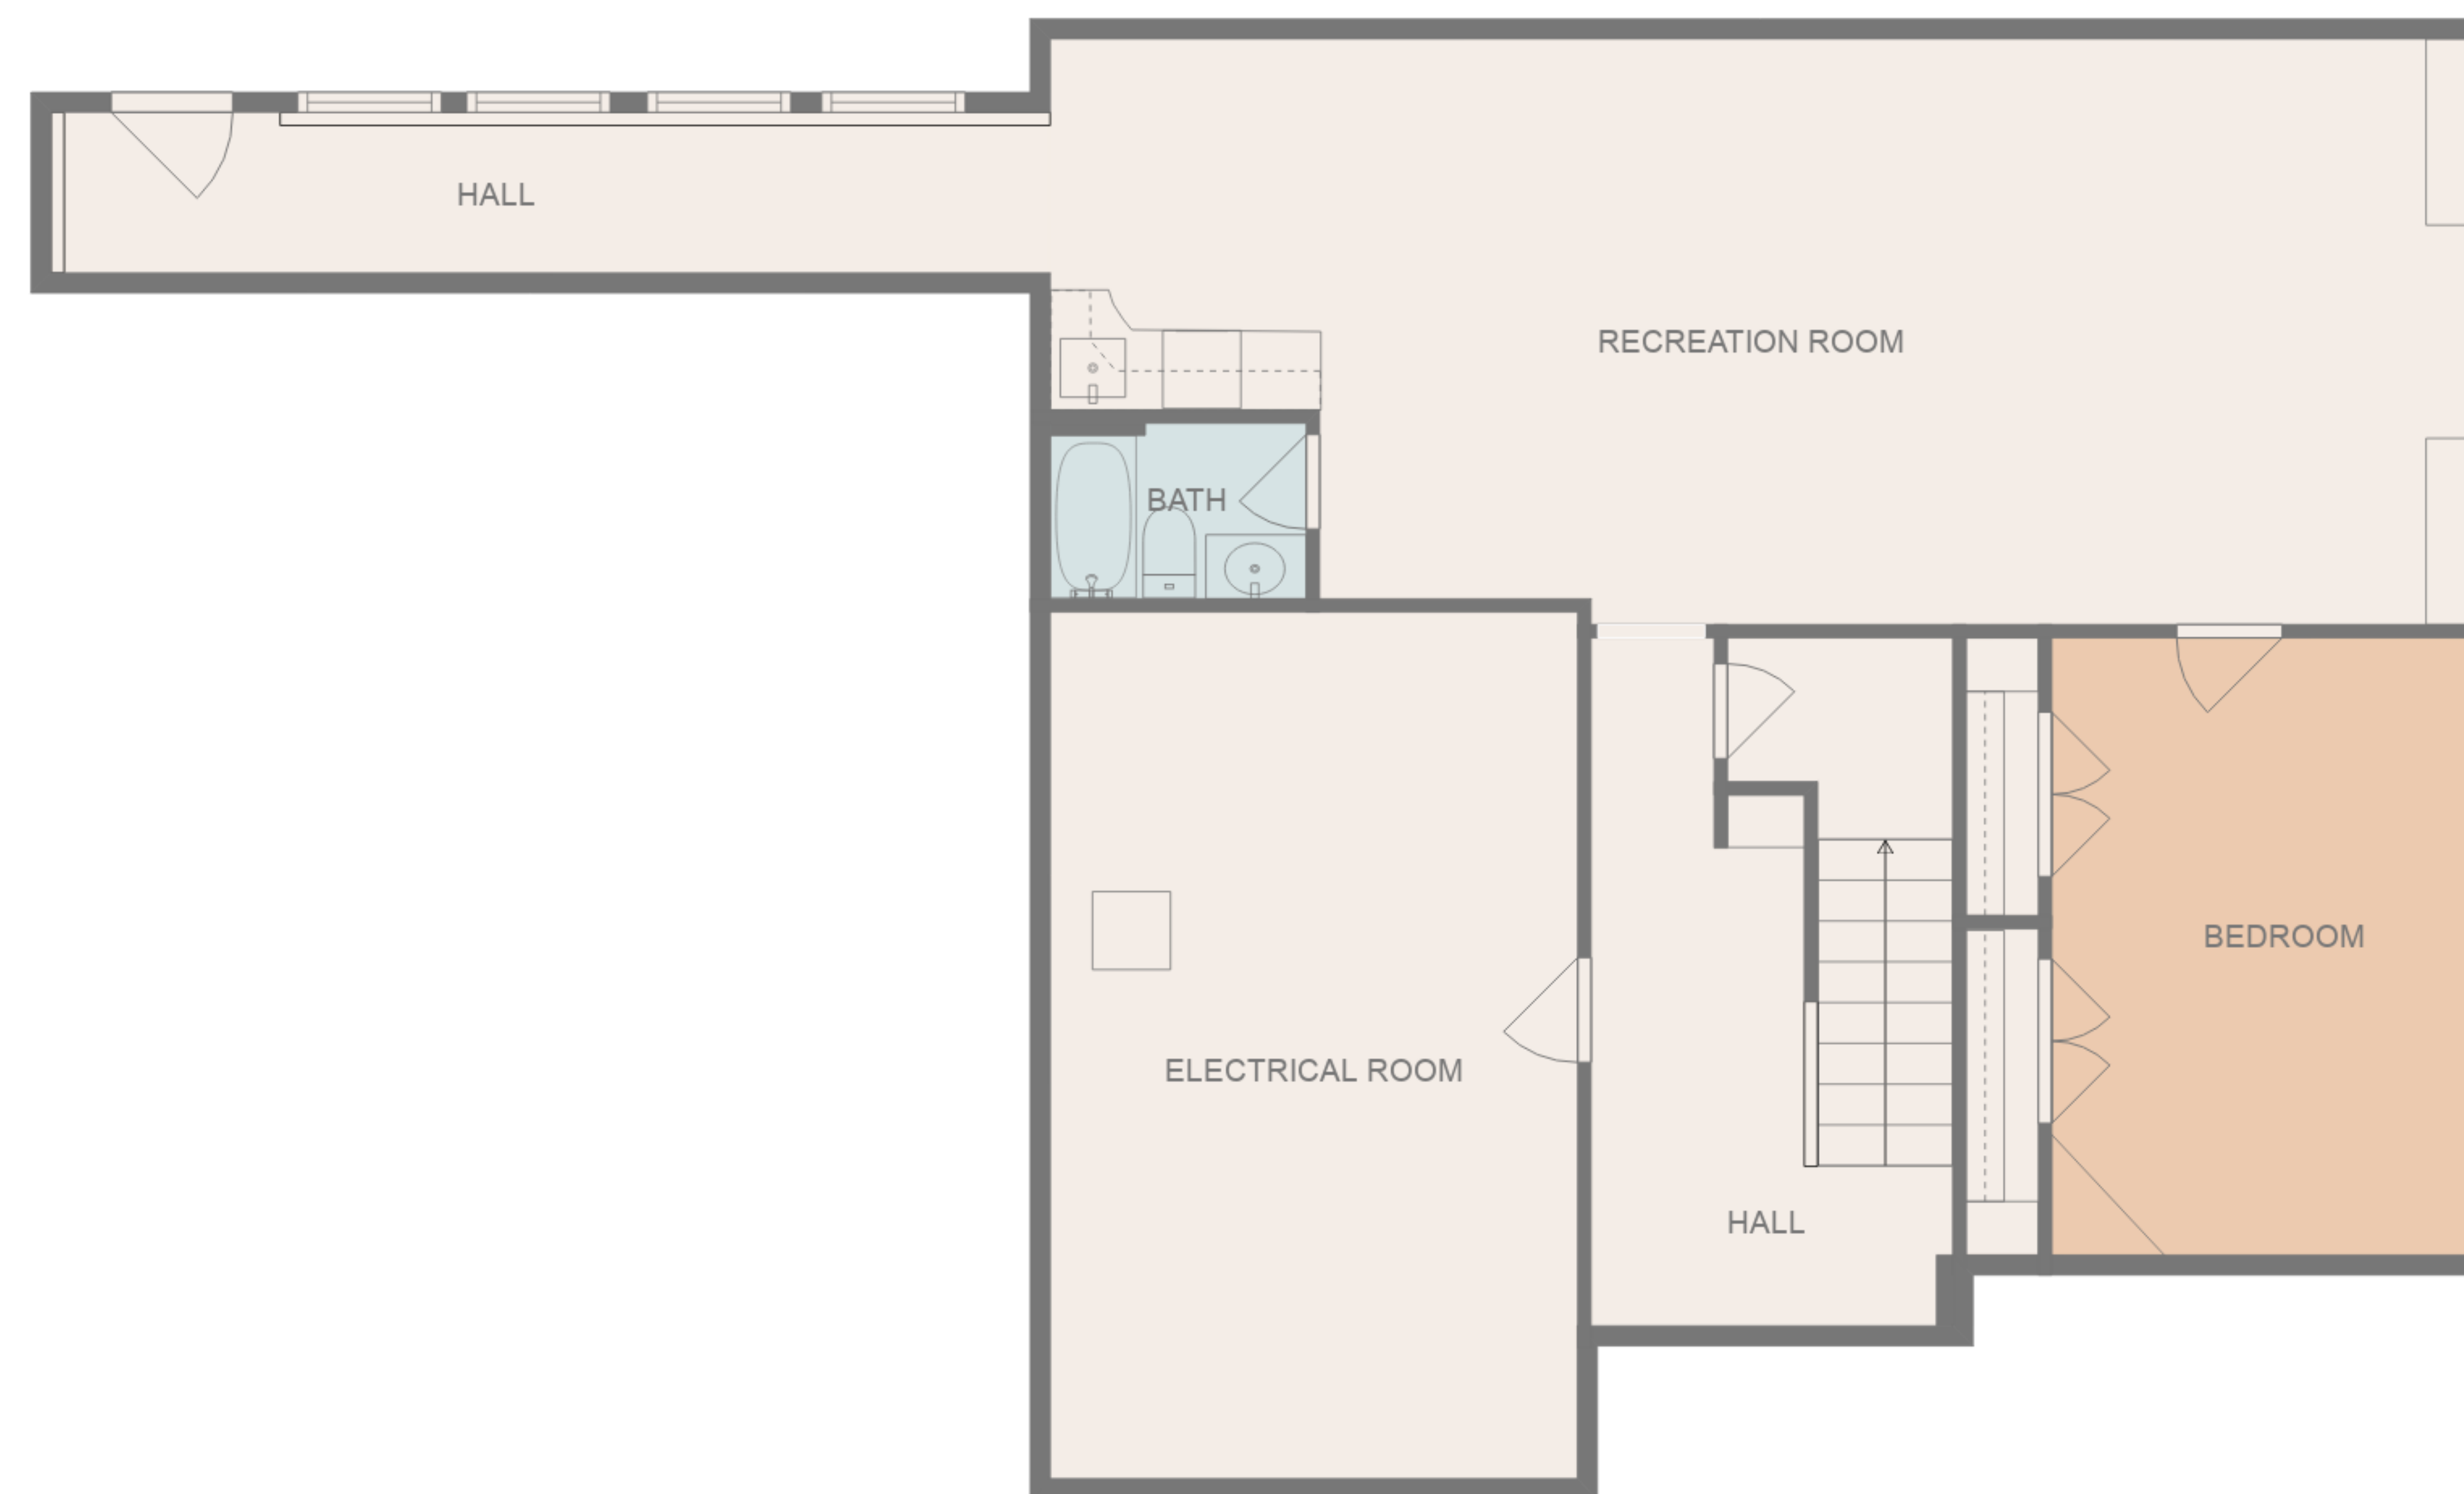 HALL
RECREATION ROOM
BATH
BEDROOM
ELECTRICAL ROOM
HALL